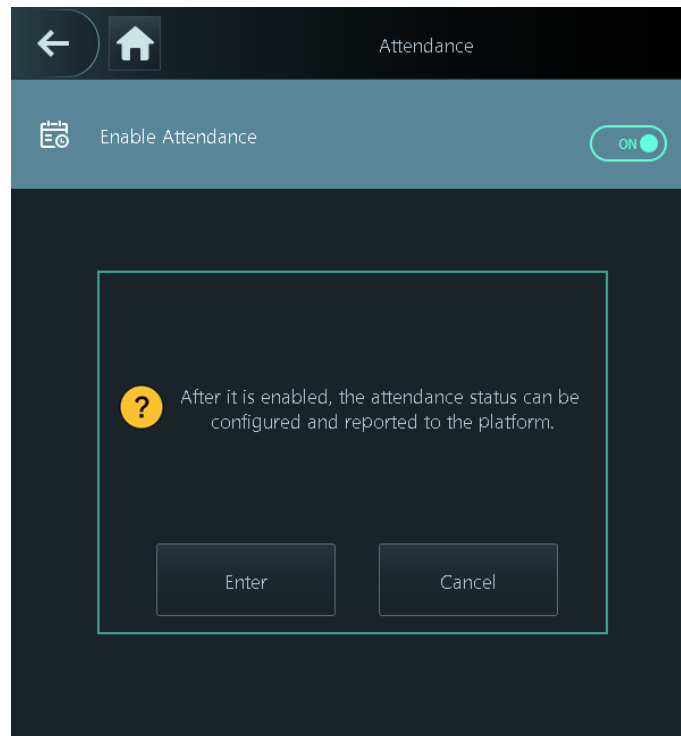 Attendance
Enable Attendance
ON
?
After it is enabled, the attendance status can be
configured and reported to the platform.
Enter
Cancel